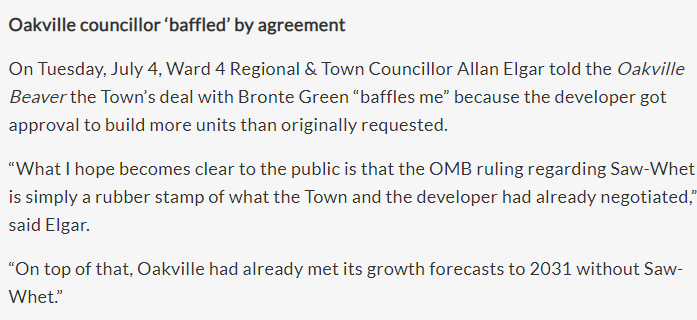 Oakville councillor ‘baffled’ by agreement
On Tuesday, July 4, Ward 4 Regional & Town Councillor Allan Elgar told the Oakville
Beaver the Town’s deal with Bronte Green “baffles me” because the developer got
approval to build more units than originally requested.
“What I hope becomes clear to the public is that the OMB ruling regarding Saw-Whet
is simply a rubber stamp of what the Town and the developer had already negotiated,”
said Elgar.
“On top of that, Oakville had already met its growth forecasts to 2031 without Saw-
Whet.”